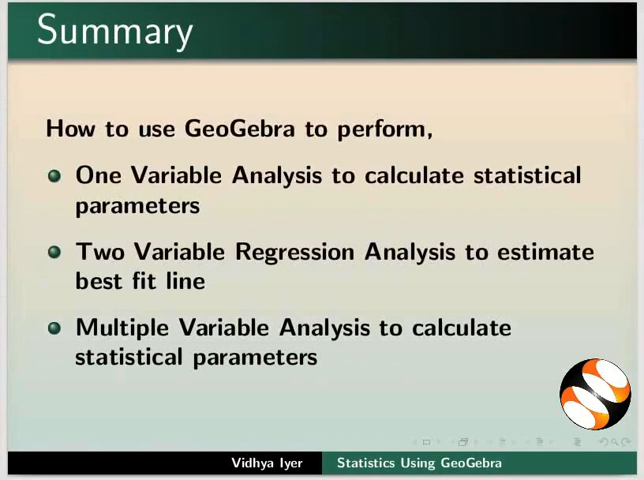 Summary
How to use GeoGebra to perform,
One Variable Analysis to calculate statistical
parameters
Two Variable Regression Analysis to estimate
best fit line
Multiple Variable Analysis to calculate
statistical parameters
Vidhya Iyer
Statistics Using GeoGebra